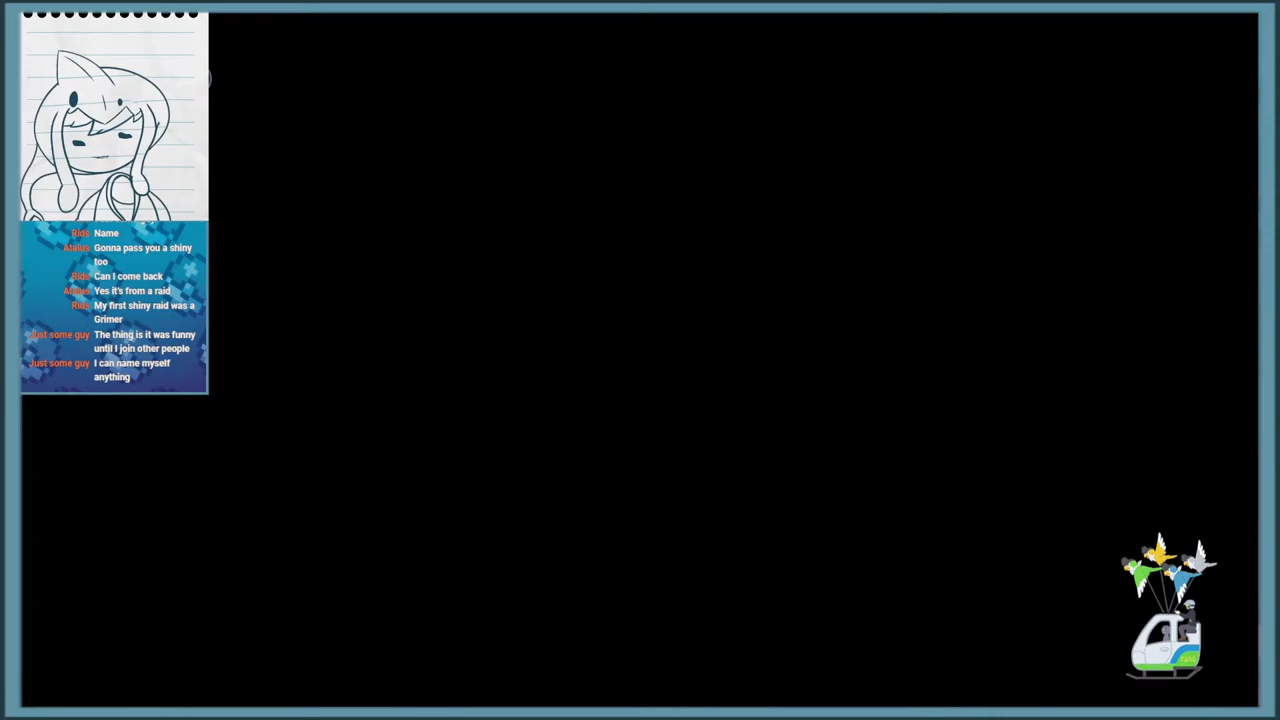 Rids Name
Atalus Gonna pass you a shiny
too
Rids Can I come back
Atalus Yes it's from a raid
Rids My first shiny raid was a
Grimer
Just some guy The thing is it was funny
until I join other people
Just some guy I can name myself
anything
TAXI